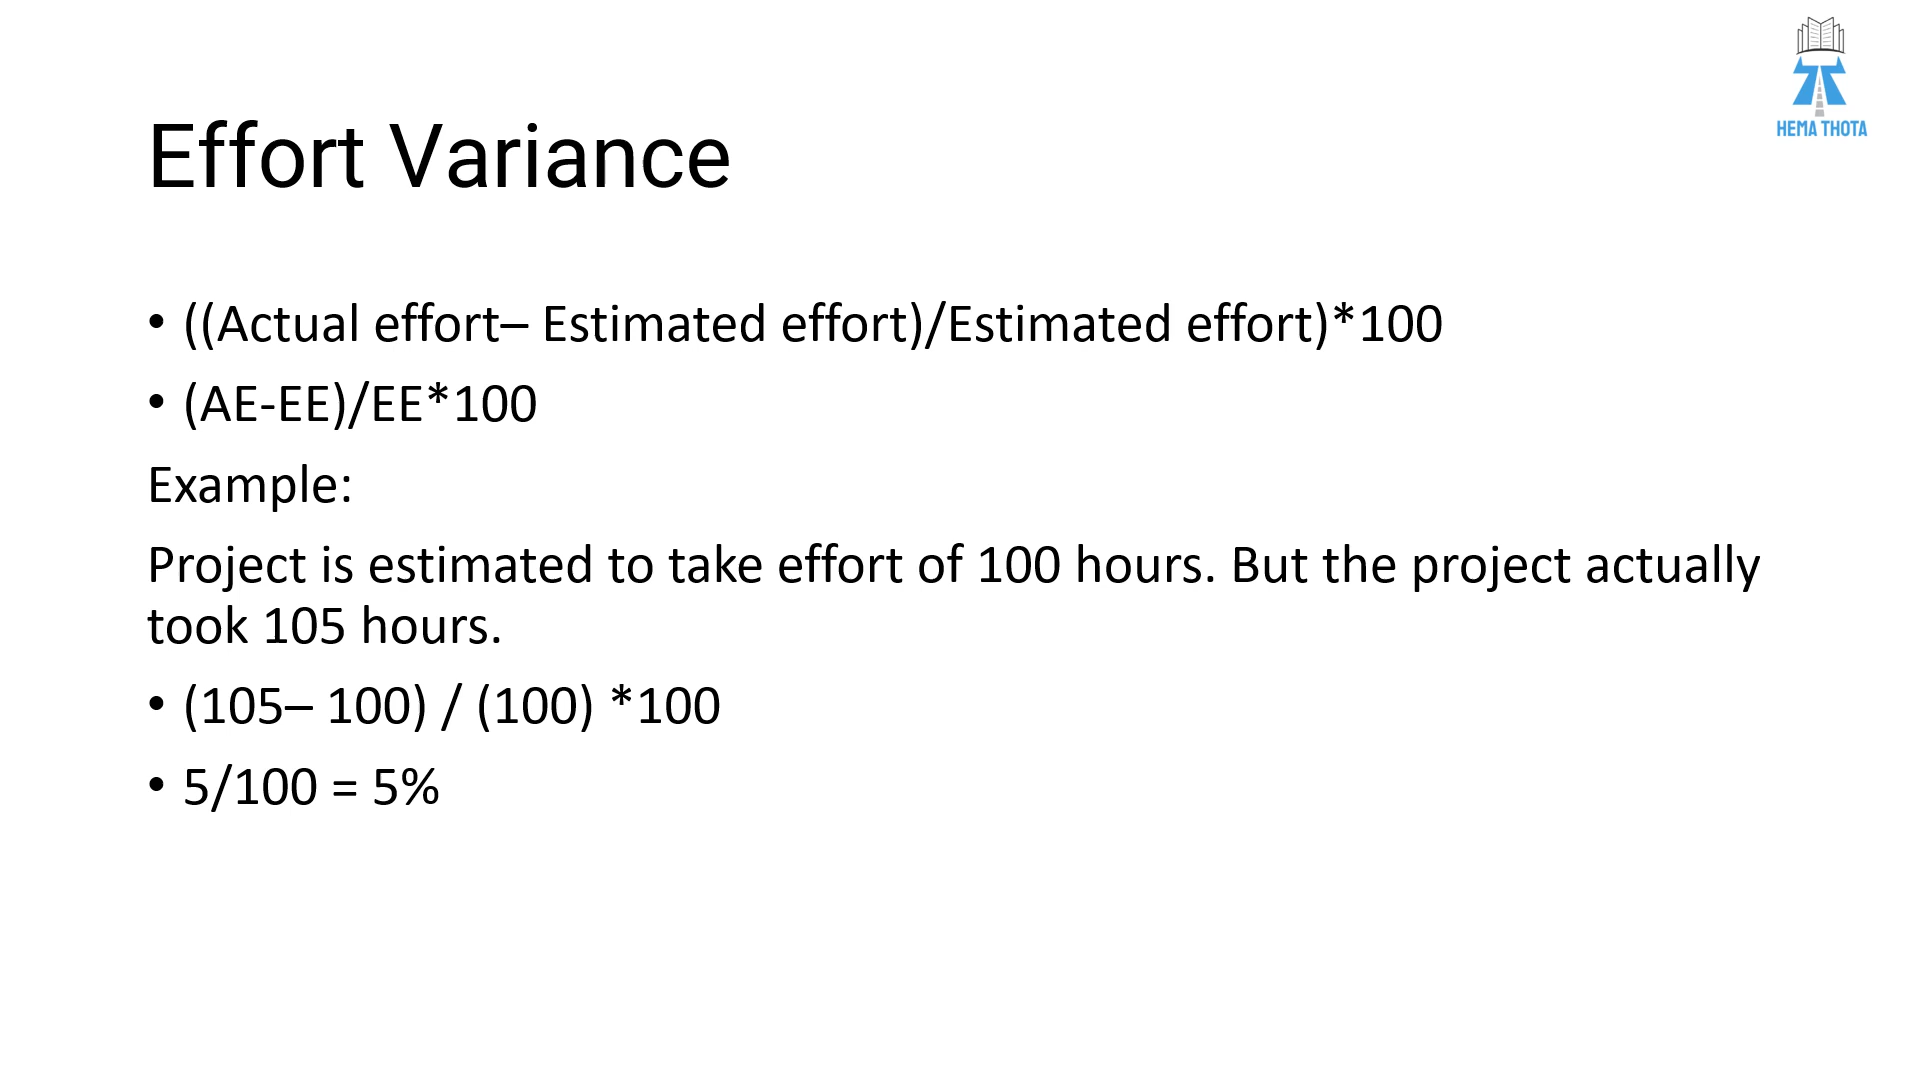 HEMA THOTA
Effort Variance
• ((Actual effort– Estimated effort)/Estimated effort)*100
• (AE-EE)/EE*100
Example:
Project is estimated to take effort of 100 hours. But the project actually
took 105 hours.
• (105– 100) / (100) *100
• 5/100 = 5%